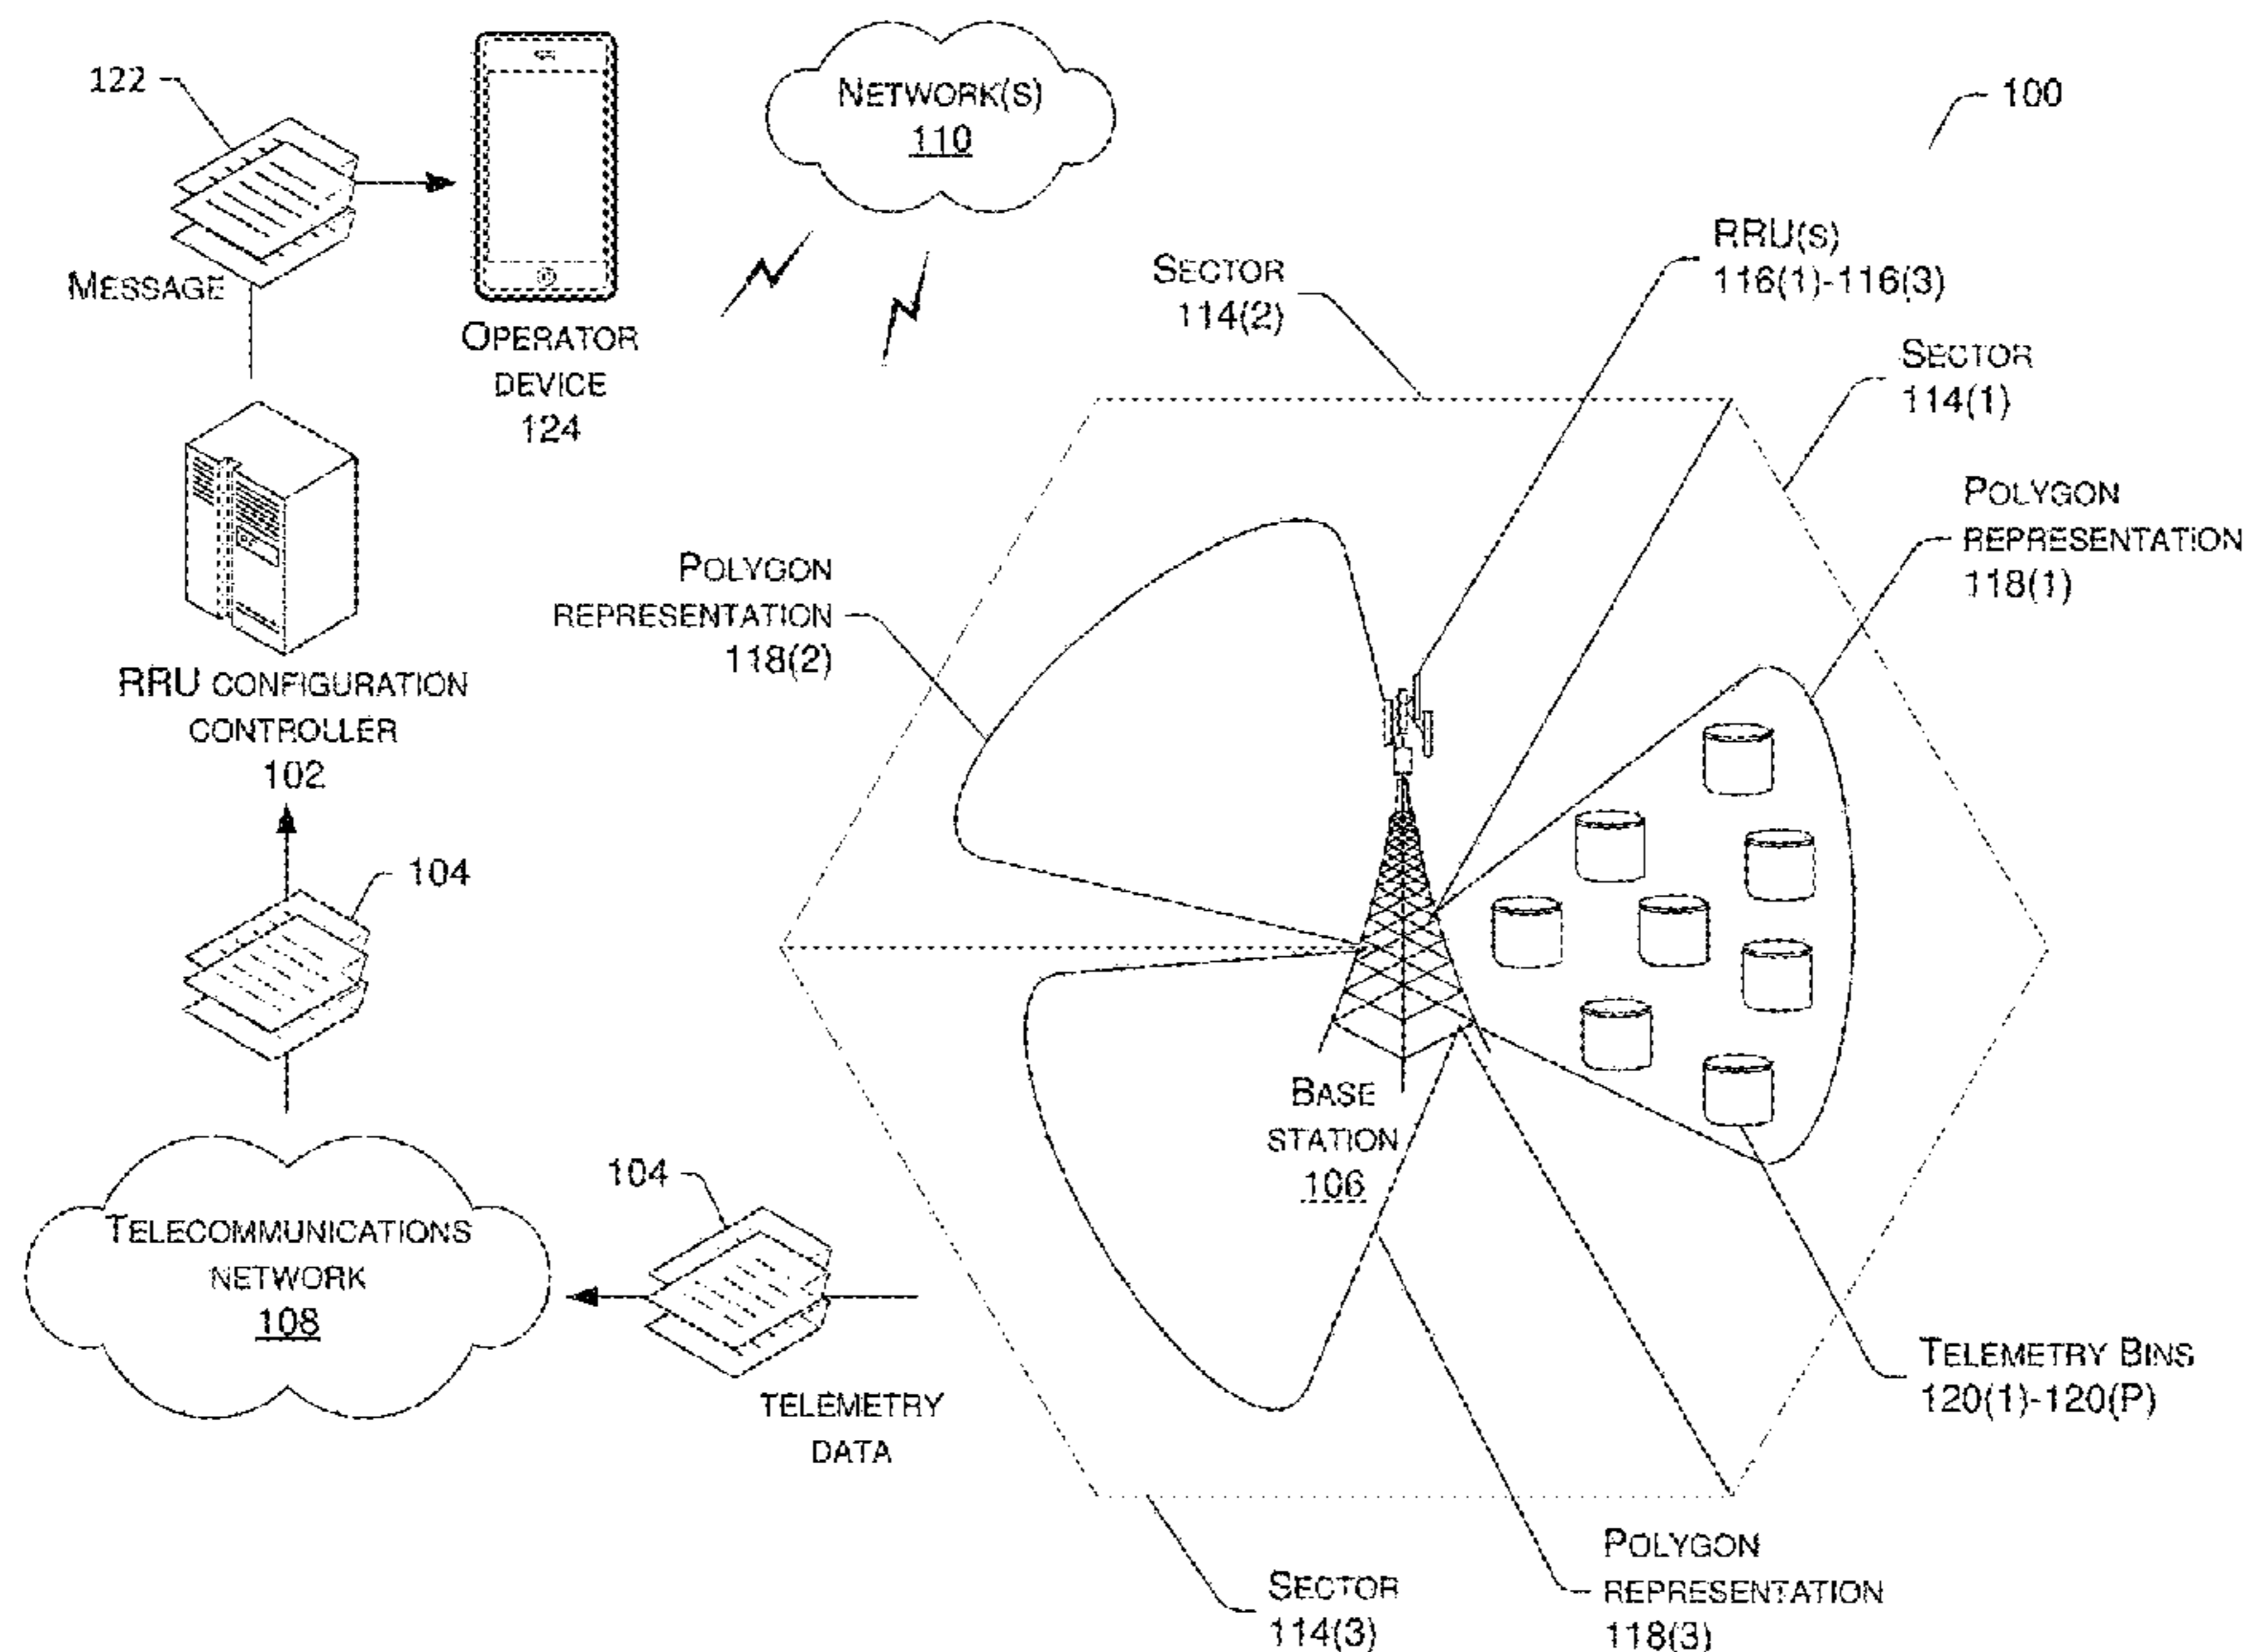 122
MESSAGE
OPERATOR
DEVICE
124
NETWORK(S)
110
100
RRU(S)
116(1)-116(3)
SECTOR
114(2)
SECTOR
114(1)
POLYGON
REPRESENTATION
118(1)
POLYGON
REPRESENTATION
118(2)
RRU CONFIGURATION
CONTROLLER
102
104
TELECOMMUNICATIONS
NETWORK
108
104
TELEMETRY
DATA
BASE
STATION
106
TELEMETRY BINS
120(1)-120(P)
SECTOR
114(3)
POLYGON
REPRESENTATION
118(3)